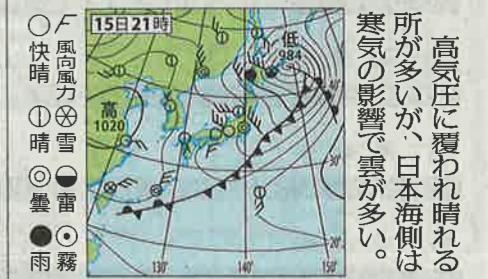 高気圧に覆われ晴れる
所が多いが、日本海側は
寒気の影響で雲が多い。
15日21時
低
984
高
1020
40°
30°
20°
130°
140°
150°
風向風力
快晴
雪
晴
雷
曇
霧
雨